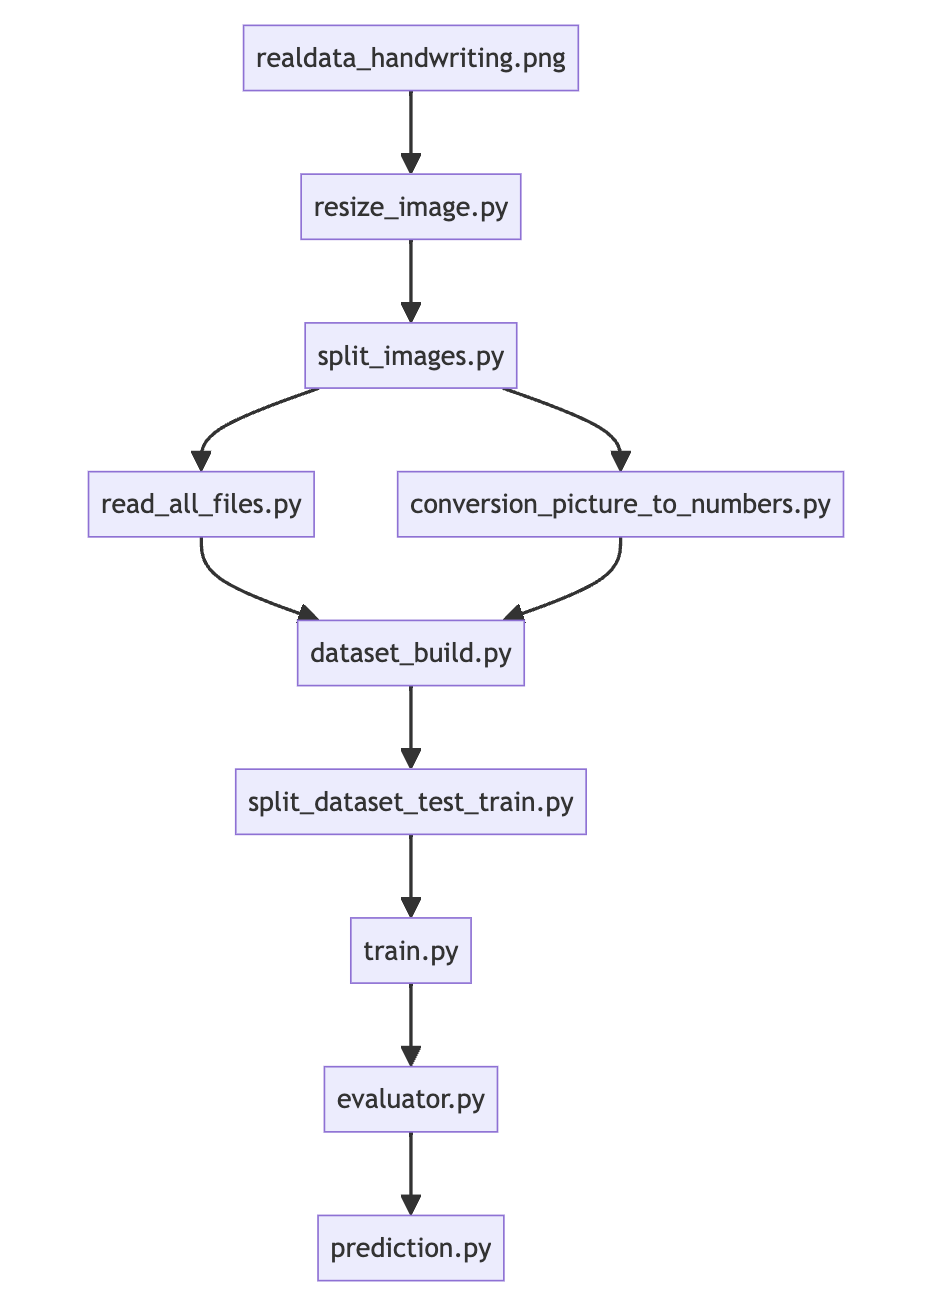 realdata_handwriting.png
resize_image.py
split_images.py
read_all_files.py
conversion_picture_to_numbers.py
dataset_build.py
split_dataset_test_train.py
train.py
evaluator.py
prediction.py